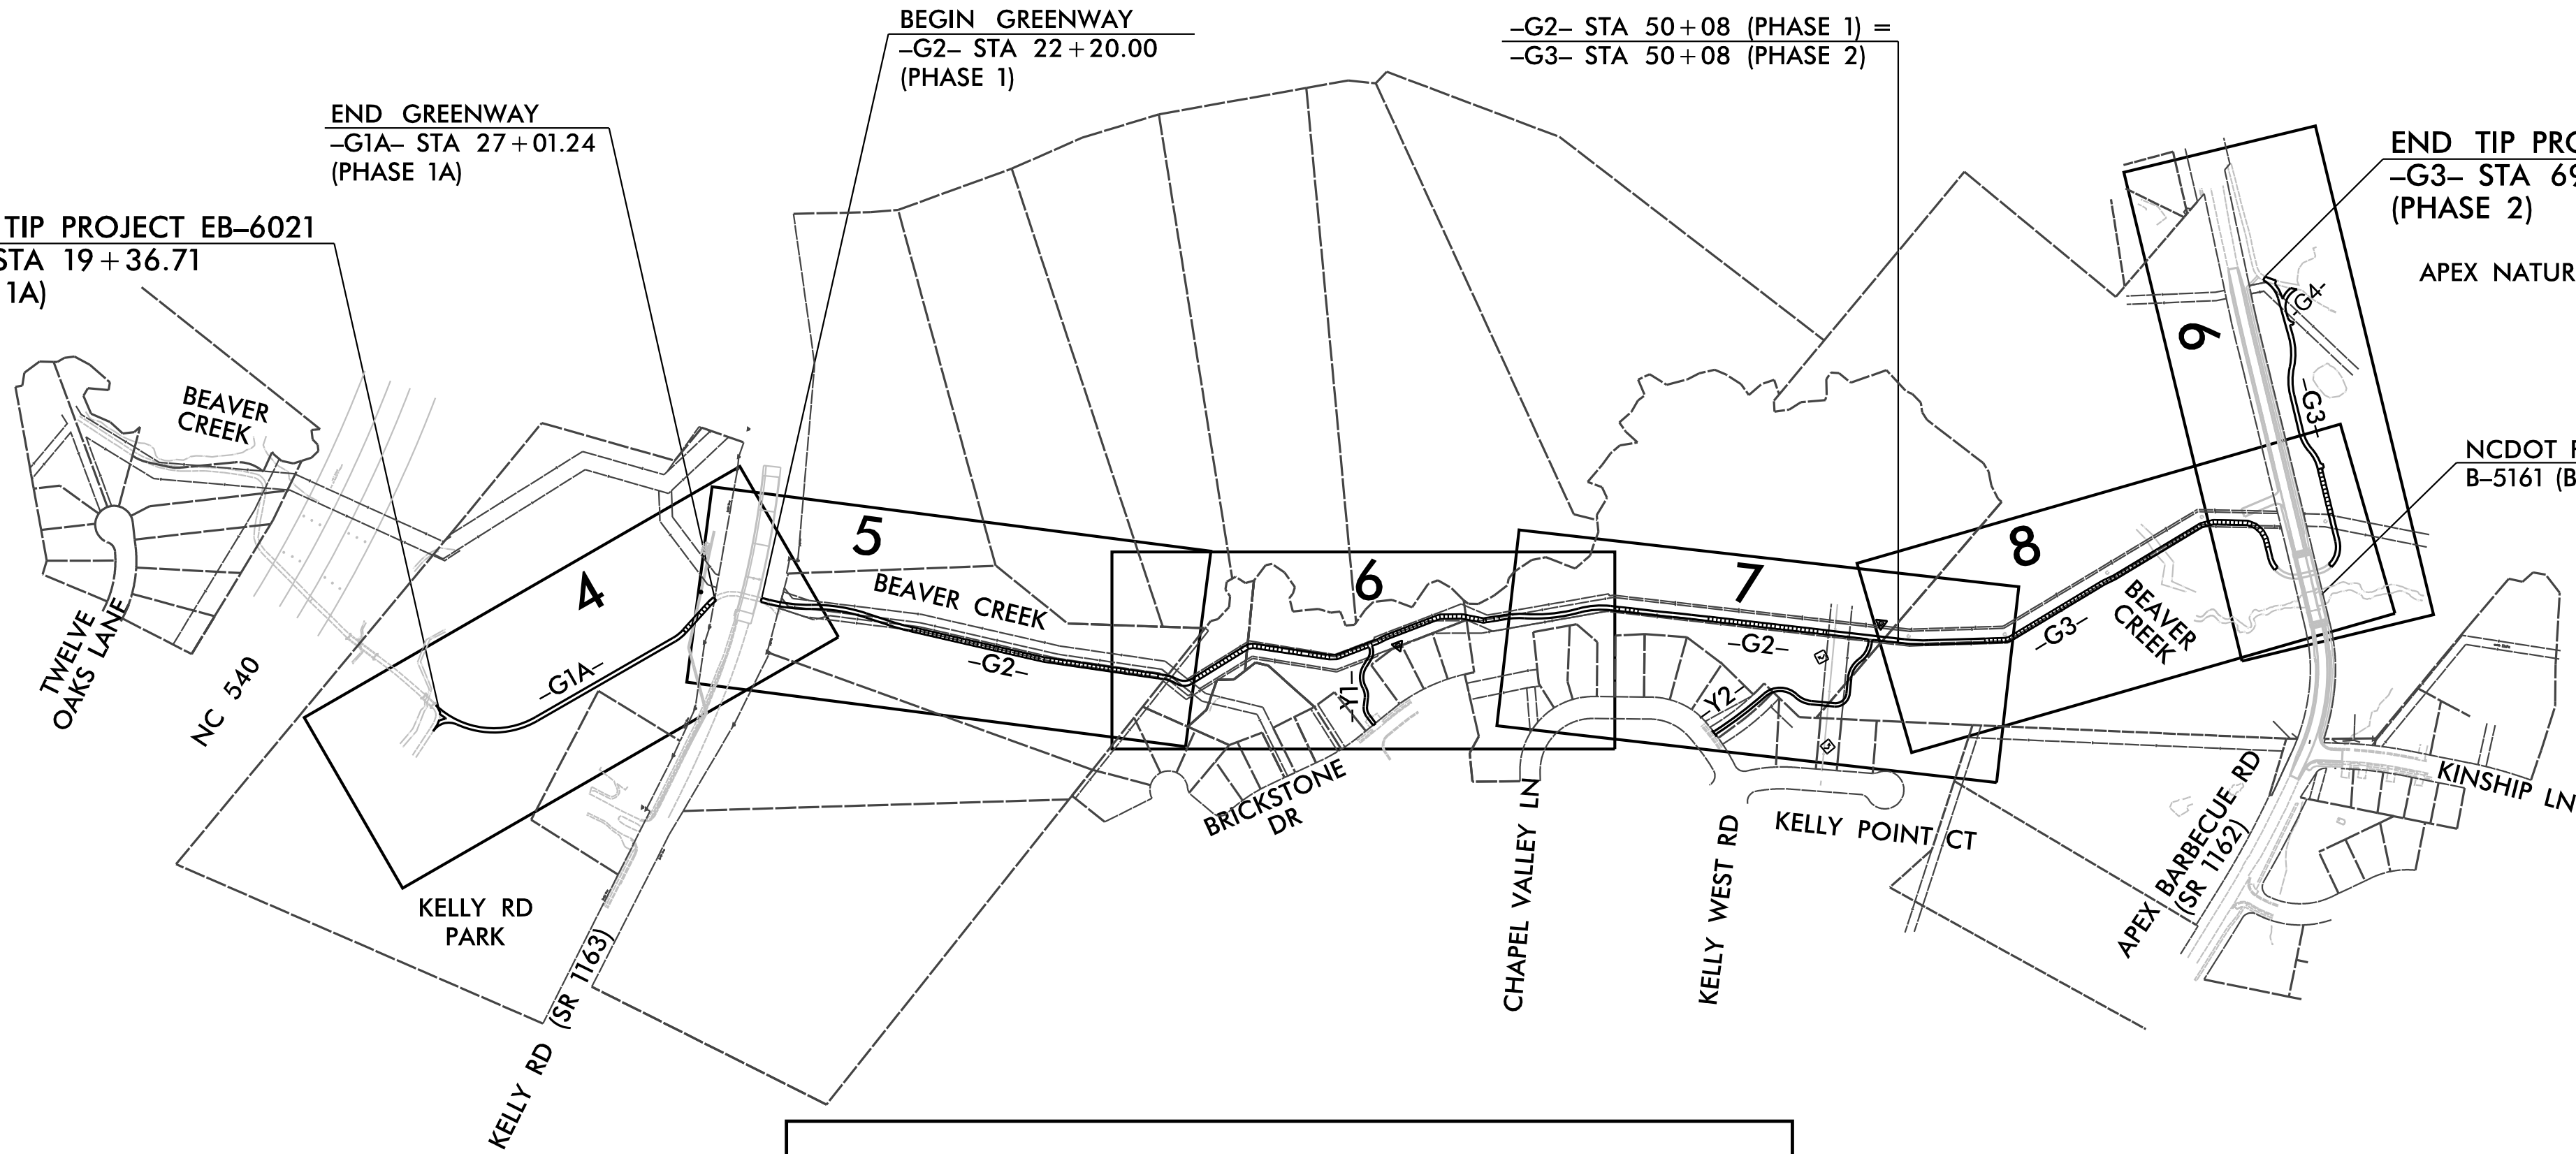 BEGIN GREENWAY
–G2– STA 22+20.00
(PHASE 1)
–G2– STA 50+08 (PHASE 1) =
–G3– STA 50+08 (PHASE 2)
END GREENWAY
–G1A– STA 27+01.24
(PHASE 1A)
TIP PROJECT EB–6021
STA 19+36.71
1A)
END TIP
–G3– STA
(PHASE 2)
APEX
–G4–
9
–G3–
BEAVER
CREEK
NCDOT
B–5161
5
8
4
6
7
BEAVER CREEK
–G2–
–G2–
–G3–
BEAVER
CREEK
–G1A–
–Y1–
–Y2–
TWELVE
OAKS LANE
NC 540
BRICKSTONE
DR
KELLY RD
PARK
KELLY RD (SR 1163)
CHAPEL VALLEY LN
KELLY WEST RD
KELLY POINT CT
APEX BARBECUE RD
(SR 1162)
KINSHIP LN